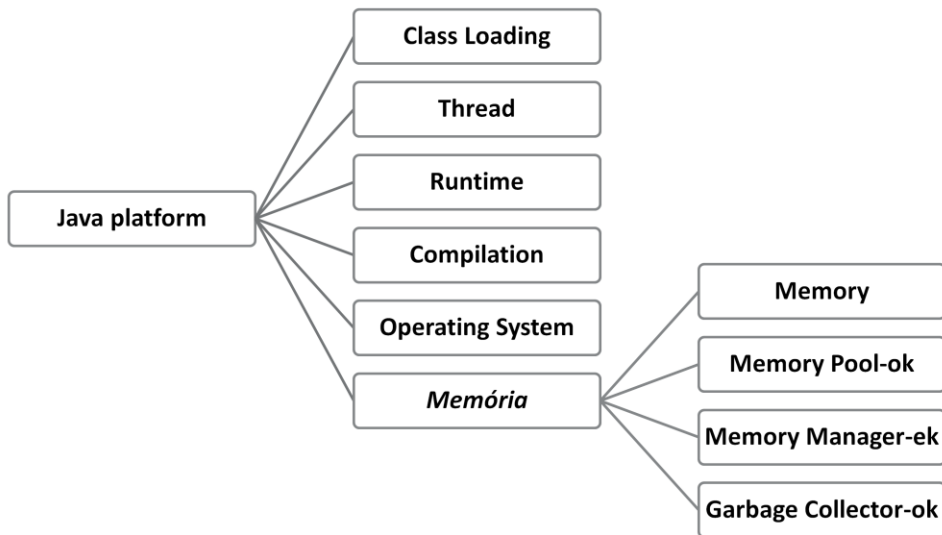 Class Loading
Thread
Runtime
Java platform
Compilation
Operating System
Memória
Memory
Memory Pool-ok
Memory Manager-ek
Garbage Collector-ok